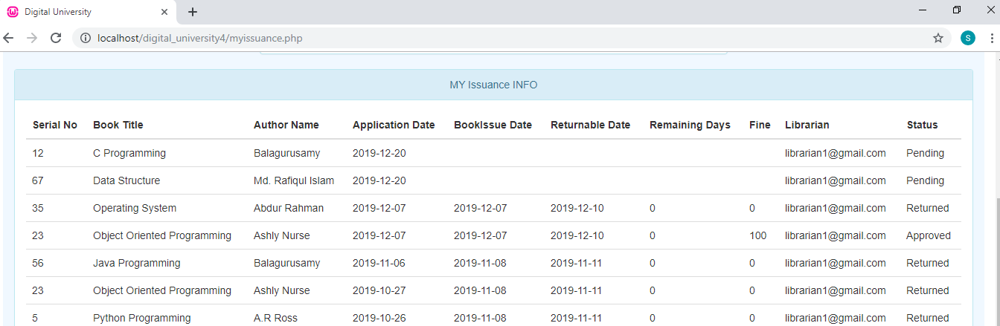 Digital University
localhost/digital_university4/myissuance.php
S
MY Issuance INFO
Serial No Book Title Author Name Application Date BookIssue Date Returnable Date Remaining Days Fine Librarian Status
12 C Programming Balagurusamy 2019-12-20 librarian1@gmail.com Pending
67 Data Structure Md. Rafiqul Islam 2019-12-20 librarian1@gmail.com Pending
35 Operating System Abdur Rahman 2019-12-07 2019-12-07 2019-12-10 0 0 librarian1@gmail.com Returned
23 Object Oriented Programming Ashly Nurse 2019-12-07 2019-12-07 2019-12-10 0 100 librarian1@gmail.com Approved
56 Java Programming Balagurusamy 2019-11-06 2019-11-08 2019-11-11 0 0 librarian1@gmail.com Returned
23 Object Oriented Programming Ashly Nurse 2019-10-27 2019-11-08 2019-11-11 0 0 librarian1@gmail.com Returned
5 Python Programming A.R Ross 2019-10-26 2019-11-08 2019-11-11 0 0 librarian1@gmail.com Returned